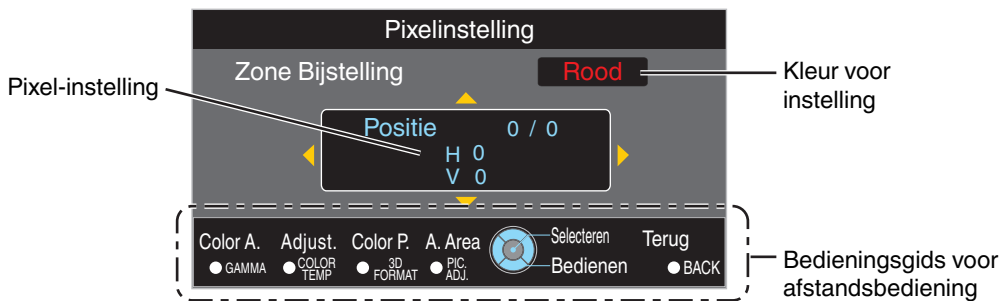 Pixelinstelling
Zone Bijstelling
Rood
Pixel-instelling
Kleur voor
instelling
Positie 0 / 0
H 0
V 0
Color A. Adjust. Color P. A. Area Selecteren Terug
GAMMA COLOR TEMP 3D FORMAT PIC. ADJ. Bedienen BACK
Bedieningsgids voor
afstandsbediening